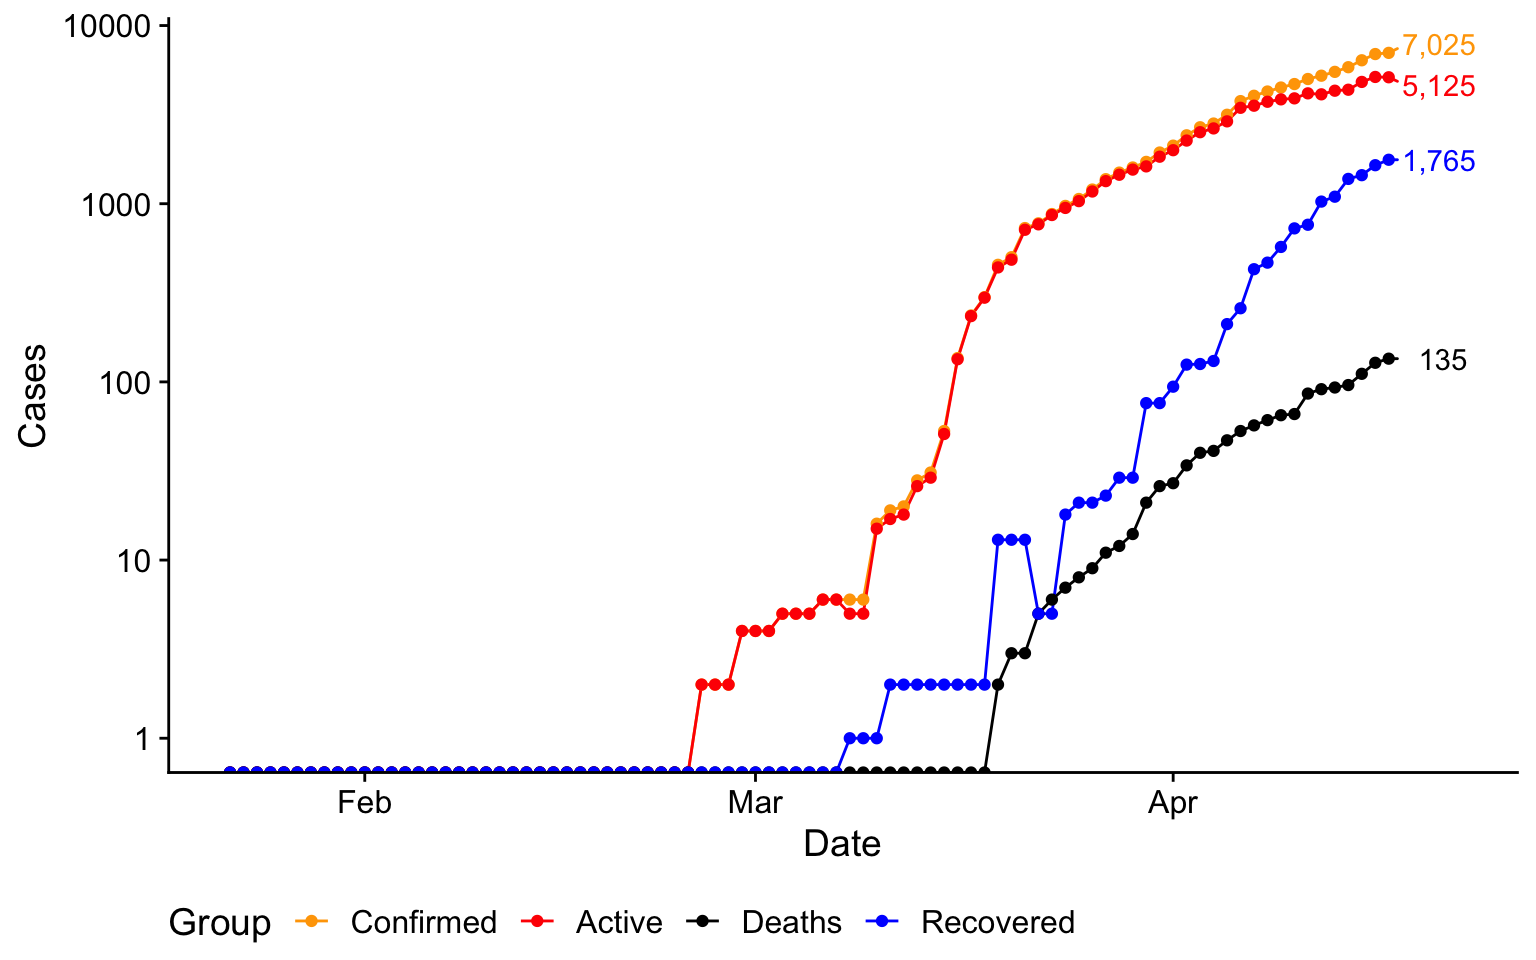 10000
1000
100
10
1
Cases
7,025
5,125
1,765
135
Feb Mar Apr
Date
Group Confirmed Active Deaths Recovered